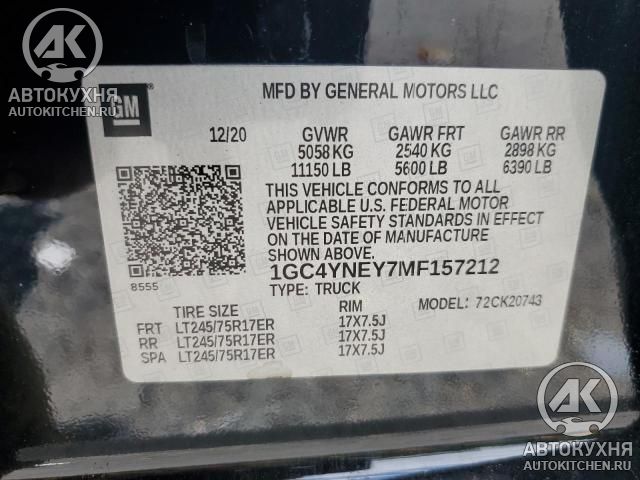 АК
АВТОКУХНЯ
AUTOKITCHEN.RU
GM
®
MFD BY GENERAL MOTORS LLC
12/20 GVWR GAWR FRT GAWR RR
5058 KG 2540 KG 2898 KG
11150 LB 5600 LB 6390 LB
THIS VEHICLE CONFORMS TO ALL
APPLICABLE U.S. FEDERAL MOTOR
VEHICLE SAFETY STANDARDS IN EFFECT
ON THE DATE OF MANUFACTURE
SHOWN ABOVE.
1GC4YNEY7MF157212
8555
TYPE: TRUCK MODEL: 72CK20743
TIRE SIZE RIM
FRT LT245/75R17ER 17X7.5J
RR LT245/75R17ER 17X7.5J
SPA LT245/75R17ER 17X7.5J
АК
АВТОКУХНЯ
AUTOKITCHEN.RU